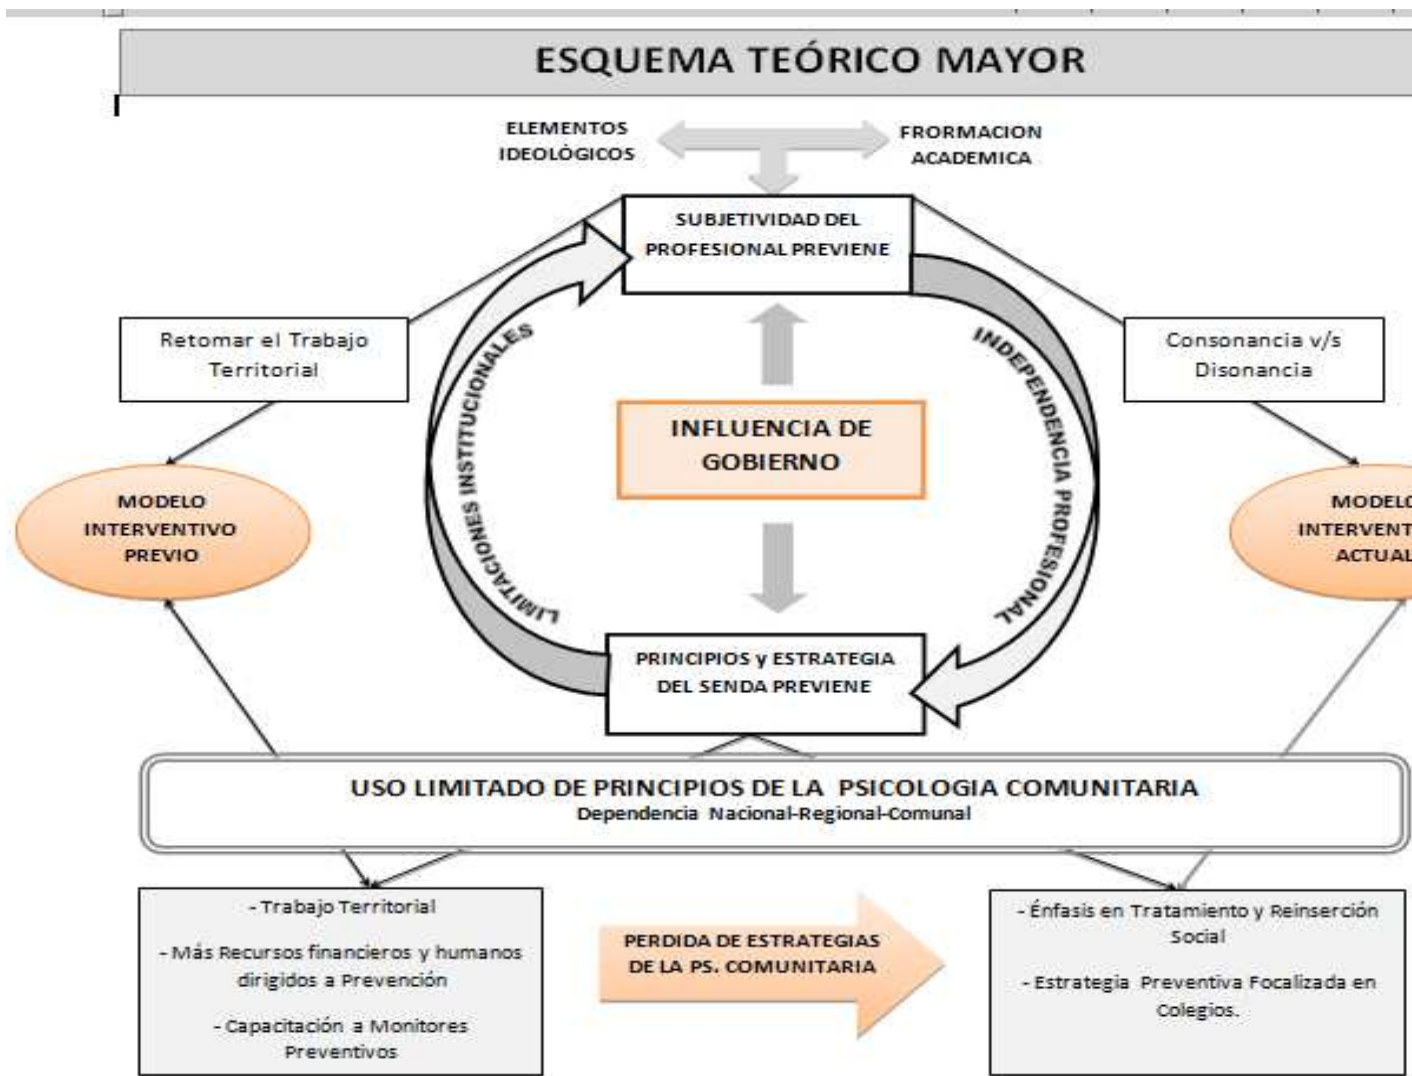 ESQUEMA TEÓRICO MAYOR
ELEMENTOS
IDEOLÓGICOS
FRORMACION
ACADEMICA
SUBJETIVIDAD DEL
PROFESIONAL PREVIENE
Retomar el Trabajo
Territorial
Consonancia v/s
Disonancia
LIMITACIONES INSTITUCIONALES
INDEPENDENCIA PROFESIONAL
INFLUENCIA DE
GOBIERNO
MODELO
INTERVENTIVO
PREVIO
MODELO
INTERVENT
ACTUAL
PRINCIPIOS y ESTRATEGIA
DEL SENDA PREVIENE
USO LIMITADO DE PRINCIPIOS DE LA PSICOLOGIA COMUNITARIA
Dependencia Nacional-Regional-Comunal
- Trabajo Territorial
- Más Recursos financieros y humanos
dirigidos a Prevención
- Capacitación a Monitores
Preventivos
PERDIDA DE ESTRATEGIAS
DE LA PS. COMUNITARIA
- Énfasis en Tratamiento y Reinserción
Social
- Estrategia Preventiva Focalizada en
Colegios.